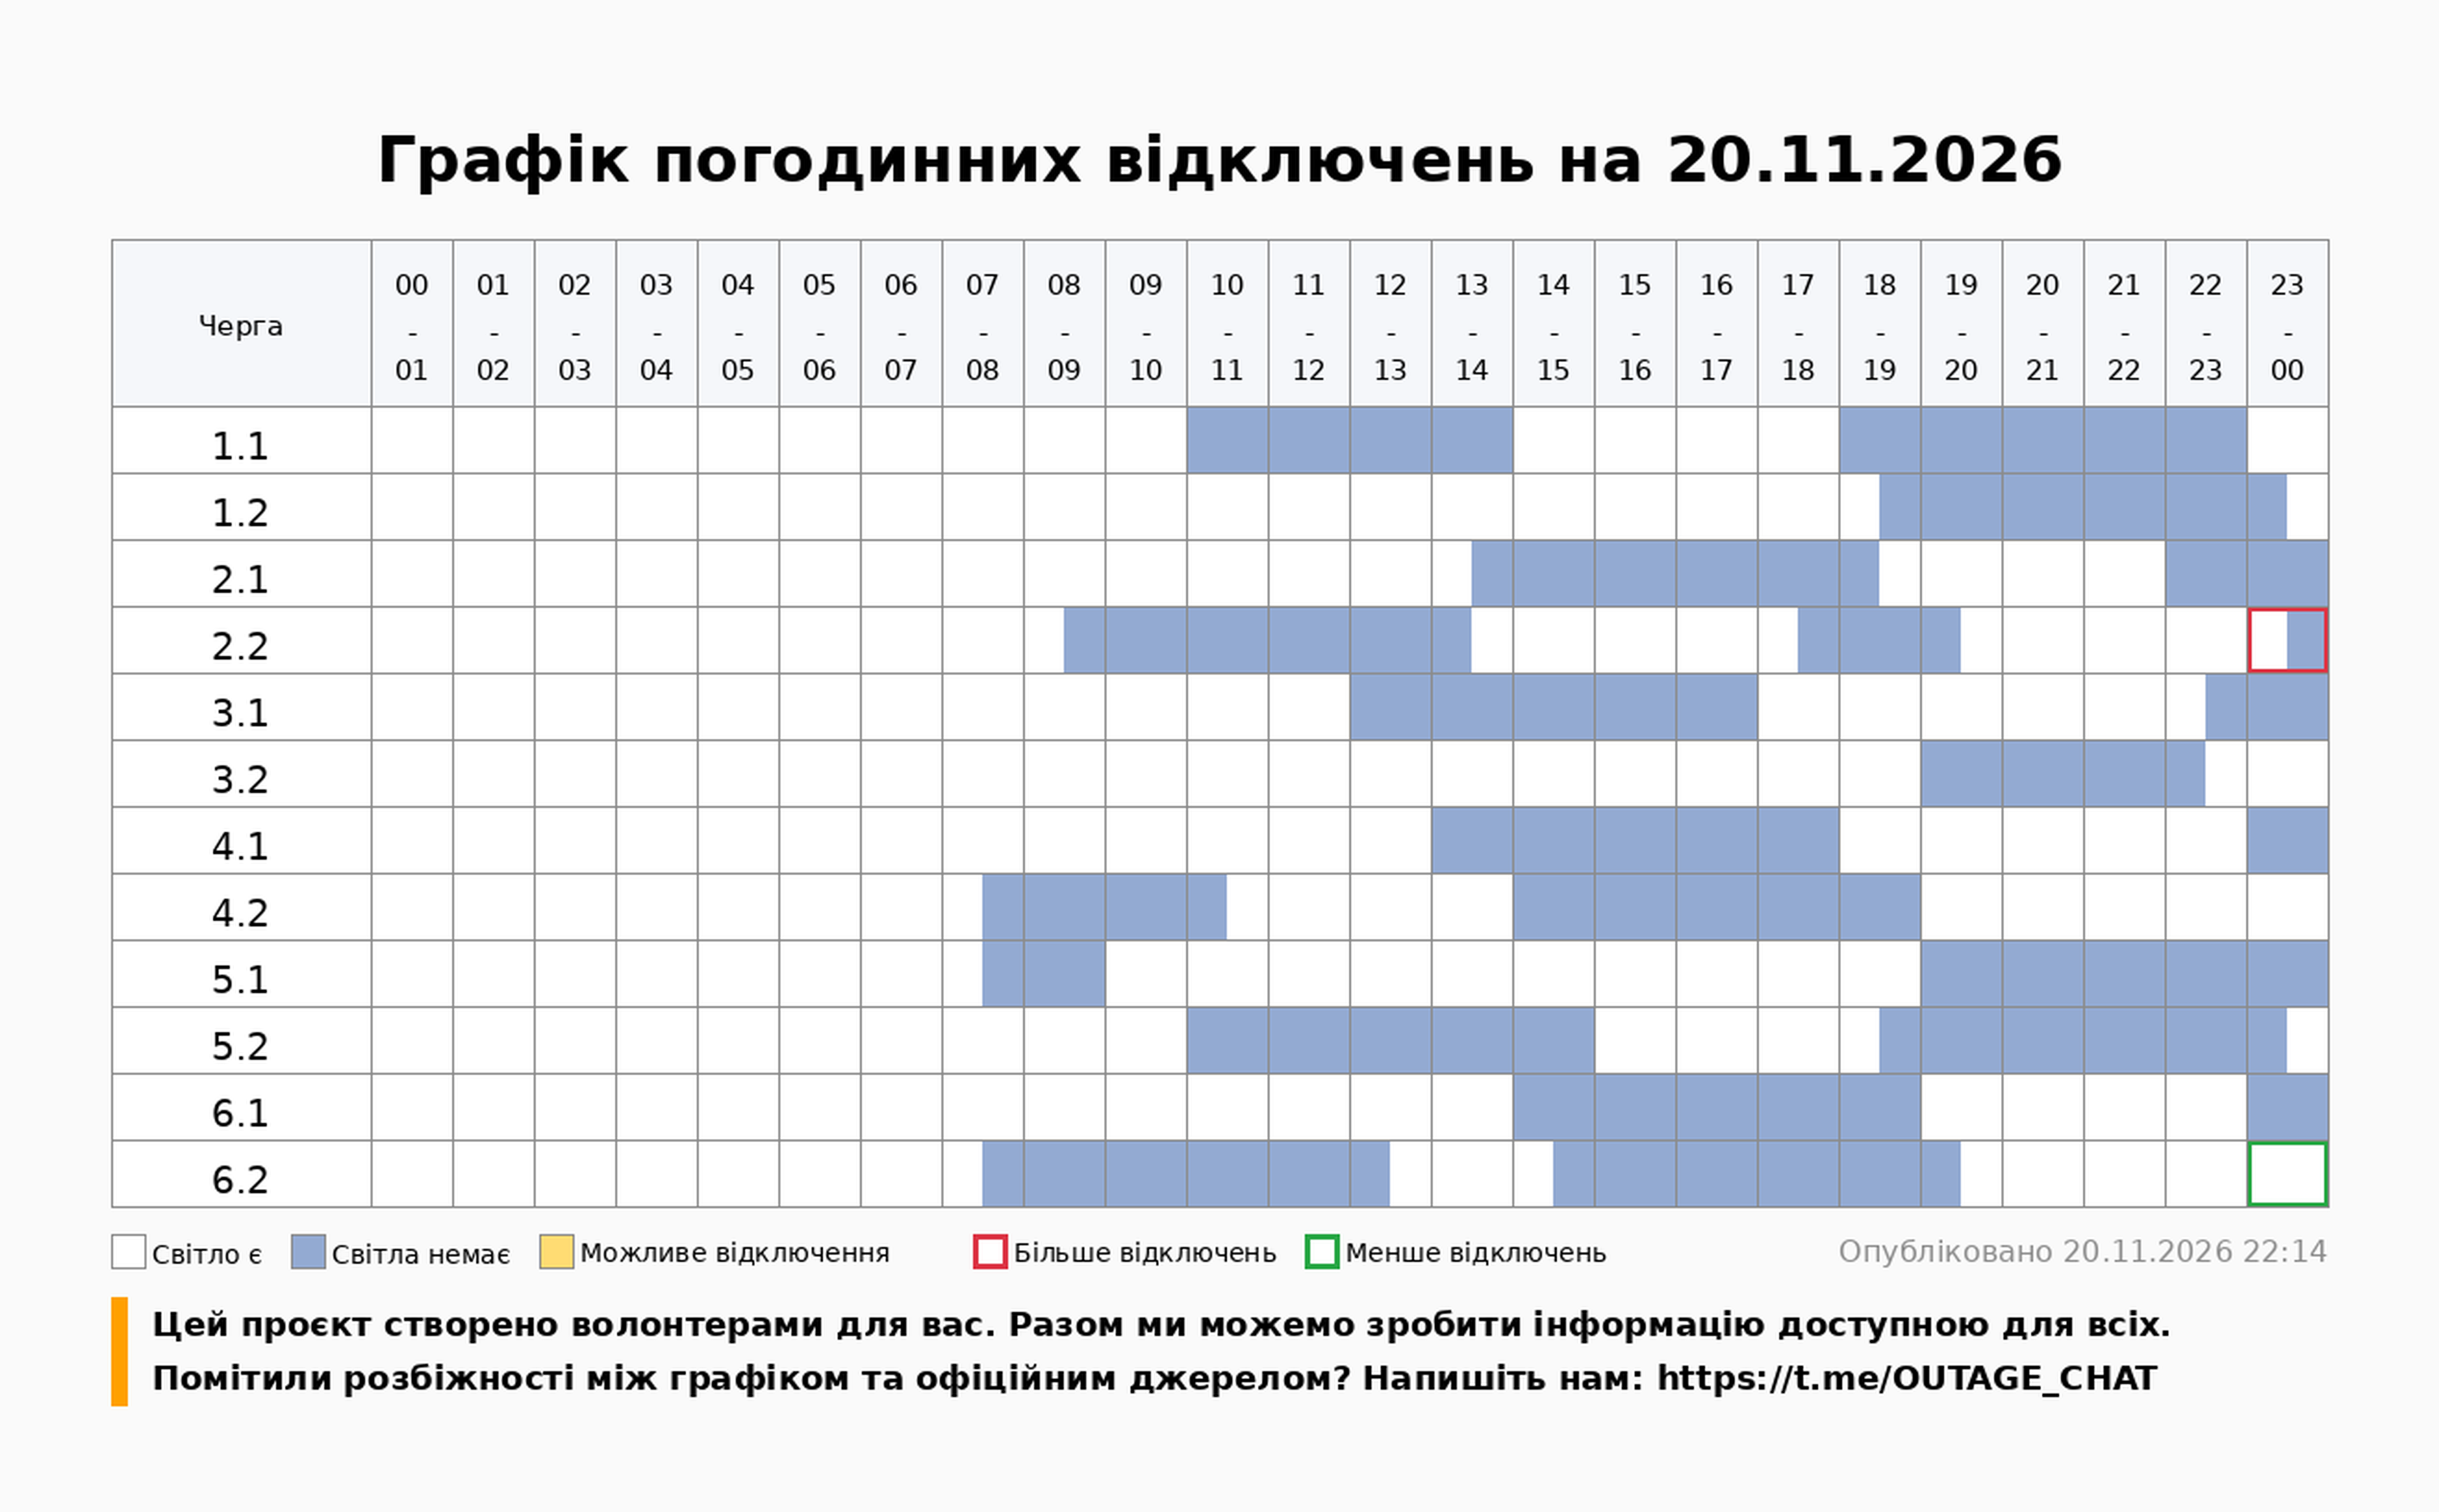 Графік погодинних відключень на 20.11.2026
Черга 00 - 01 01 - 02 02 - 03 03 - 04 04 - 05 05 - 06 06 - 07 07 - 08 08 - 09 09 - 10 10 - 11 11 - 12 12 - 13 13 - 14 14 - 15 15 - 16 16 - 17 17 - 18 18 - 19 19 - 20 20 - 21 21 - 22 22 - 23 23 - 00
1.1
1.2
2.1
2.2
3.1
3.2
4.1
4.2
5.1
5.2
6.1
6.2
Світло є Світла немає Можливе відключення Більше відключень Менше відключень Опубліковано 20.11.2026 22:14
Цей проєкт створено волонтерами для вас. Разом ми можемо зробити інформацію доступною для всіх.
Помітили розбіжності між графіком та офіційним джерелом? Напишіть нам: https://t.me/OUTAGE_CHAT